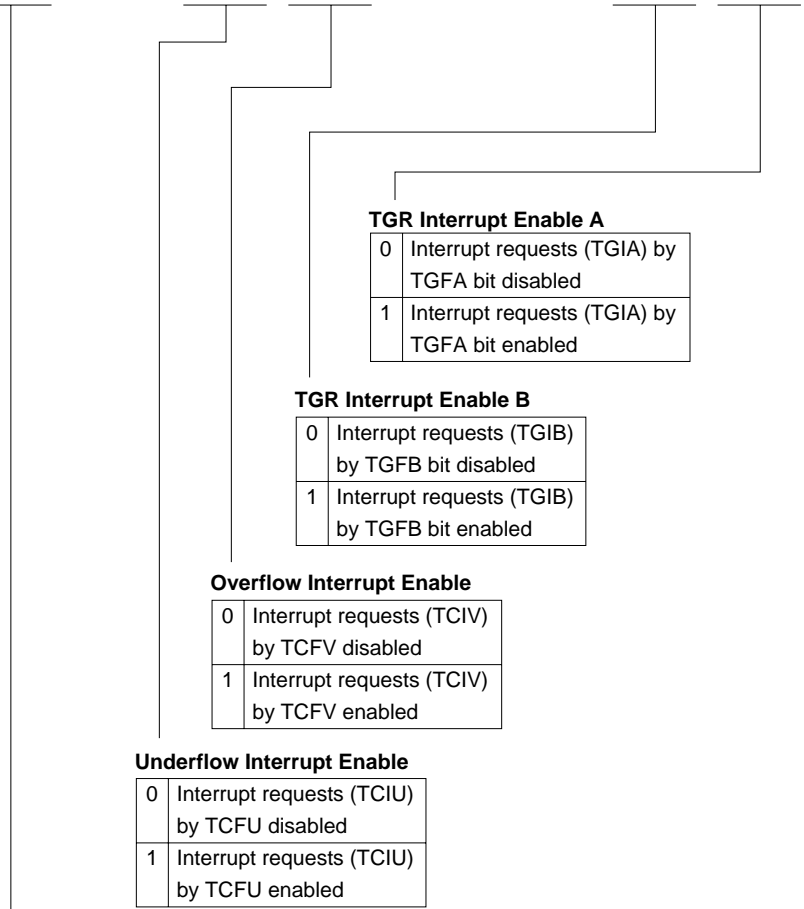 TGR Interrupt Enable A
0 Interrupt requests (TGIA) by
TGFA bit disabled
1 Interrupt requests (TGIA) by
TGFA bit enabled
TGR Interrupt Enable B
0 Interrupt requests (TGIB)
by TGFB bit disabled
1 Interrupt requests (TGIB)
by TGFB bit enabled
Overflow Interrupt Enable
0 Interrupt requests (TCIV)
by TCFV disabled
1 Interrupt requests (TCIV)
by TCFV enabled
Underflow Interrupt Enable
0 Interrupt requests (TCIU)
by TCFU disabled
1 Interrupt requests (TCIU)
by TCFU enabled